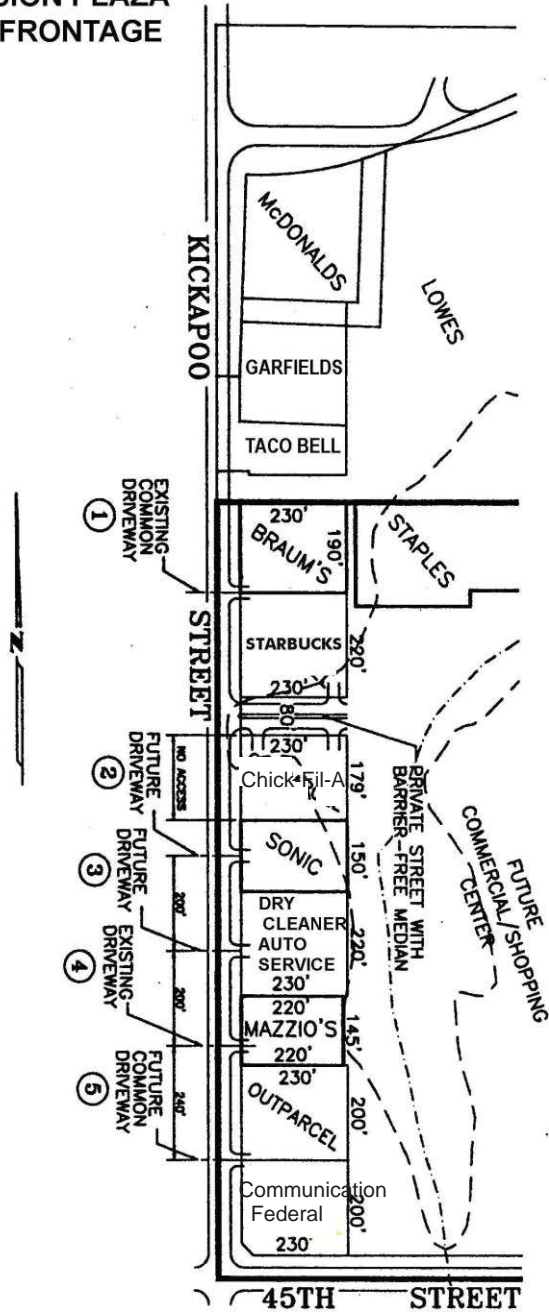 SION PLAZA
FRONTAGE
McDONALDS
LOWES
KICKAPOO
GARFIELDS
TACO BELL
EXISTING
COMMON
DRIVEWAY
1
230'
190'
BRAUM'S
STAPLES
STREET
STARBUCKS
220'
230'
80'
N
230'
NO ACCESS
FUTURE
DRIVEWAY
2
Chick-Fil-A
179'
PRIVATE STREET WITH
BARRIER-FREE MEDIAN
FUTURE
COMMERCIAL/SHOPPING
CENTER
SONIC
150'
200'
FUTURE
DRIVEWAY
3
DRY
CLEANER
AUTO
SERVICE
220'
230'
200'
EXISTING
DRIVEWAY
4
220'
MAZZIO'S
145'
220'
240'
FUTURE
COMMON
DRIVEWAY
5
230'
OUTPARCEL
200'
Communication
Federal
200'
230'
45TH STREET